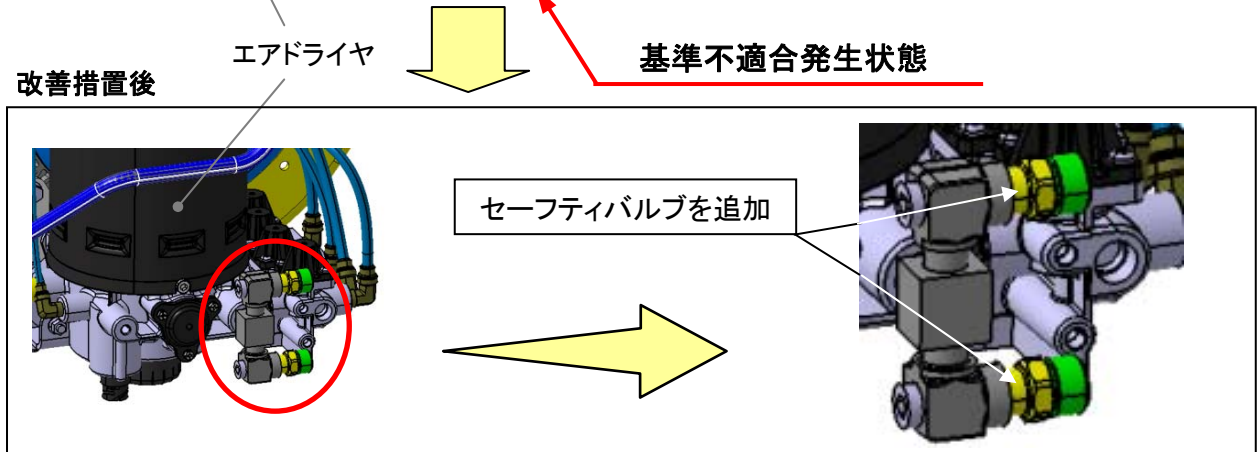 エアドライヤ
基準不適合発生状態
改善措置後
セーフティバルブを追加